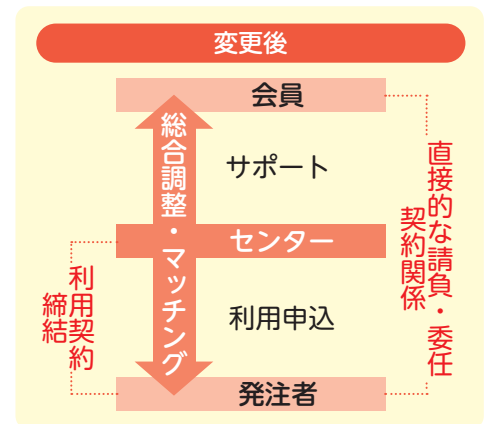 変更後
会員
総合調整・マッチング
サポート
直接的な請負・委任
契約関係
センター
利用契約
締結
利用申込
発注者